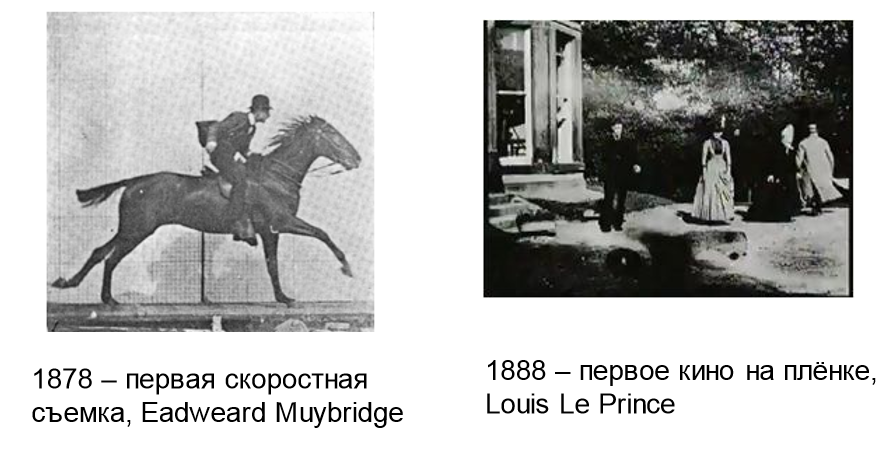 1878 – первая скоростная
съемка, Eadweard Muybridge
1888 – первое кино на плёнке,
Louis Le Prince